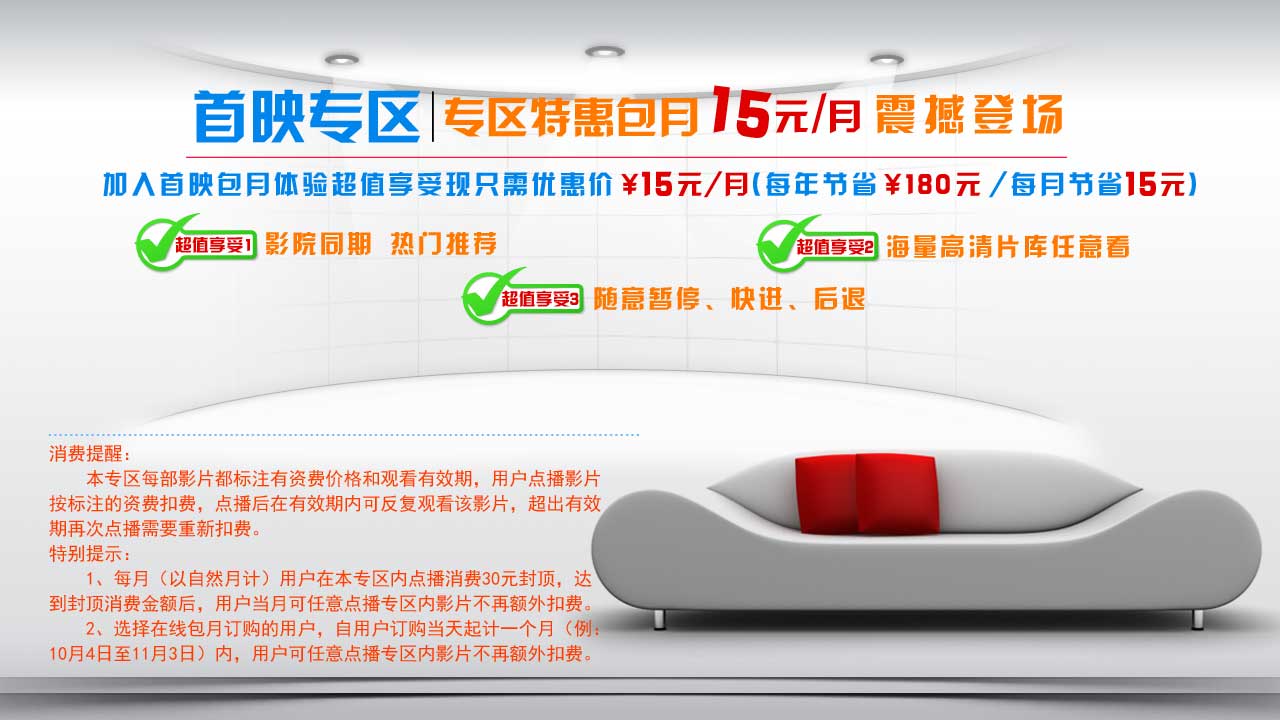 首映专区|专区特惠包月15元/月 震撼登场
加入首映包月体验超值享受现只需优惠价¥15元/月(每年节省¥180元/每月节省15元)
超值享受1 影院同期 热门推荐
超值享受2 海量高清片库任意看
超值享受3 随意暂停、快进、后退
消费提醒：
本专区每部影片都标注有资费价格和观看有效期，用户点播影片
按标注的资费扣费，点播后在有效期内可反复观看该影片，超出有效
期再次点播需要重新扣费。
特别提示：
1、每月（以自然月计）用户在本专区内点播消费30元封顶，达
到封顶消费金额后，用户当月可任意点播专区内影片不再额外扣费。
2、选择在线包月订购的用户，自用户订购当天起计一个月（例：
10月4日至11月3日）内，用户可任意点播专区内影片不再额外扣费。